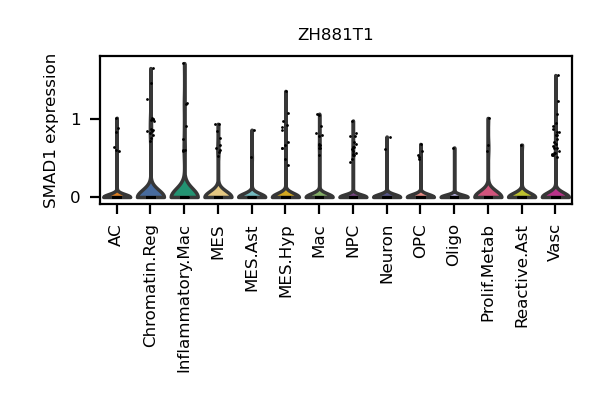 ZH881T1
SMAD1 expression
1
0
AC
Chromatin.Reg
Inflammatory.Mac
MES
MES.Ast
MES.Hyp
Mac
NPC
Neuron
OPC
Oligo
Prolif.Metab
Reactive.Ast
Vasc